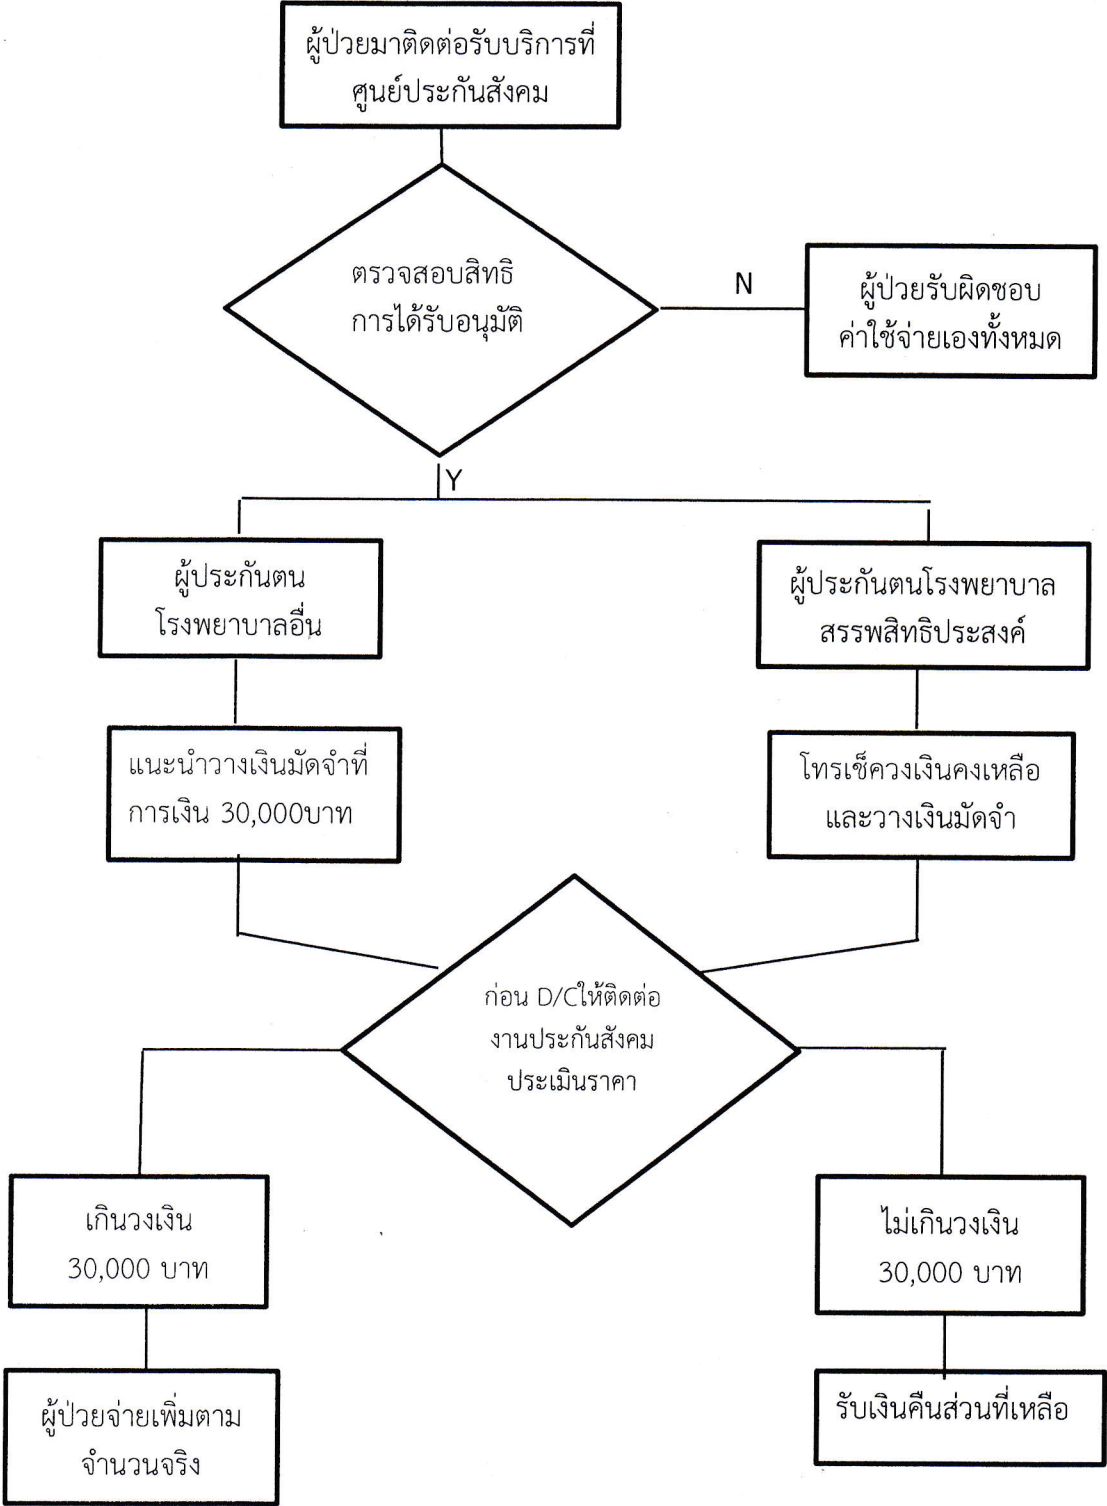 ผู้ป่วยมาติดต่อรับบริการที่
ศูนย์ประกันสังคม
ตรวจสอบสิทธิ
การได้รับอนุมัติ
N
ผู้ป่วยรับผิดชอบ
ค่าใช้จ่ายเองทั้งหมด
Y
ผู้ประกันตน
โรงพยาบาลอื่น
ผู้ประกันตนโรงพยาบาล
สรรพสิทธิประสงค์
แนะนำวางเงินมัดจำที่
การเงิน 30,000บาท
โทรเช็ควงเงินคงเหลือ
และวางเงินมัดจำ
ก่อน D/Cให้ติดต่อ
งานประกันสังคม
ประเมินราคา
เกินวงเงิน
30,000 บาท
ไม่เกินวงเงิน
30,000 บาท
ผู้ป่วยจ่ายเพิ่มตาม
จำนวนจริง
รับเงินคืนส่วนที่เหลือ